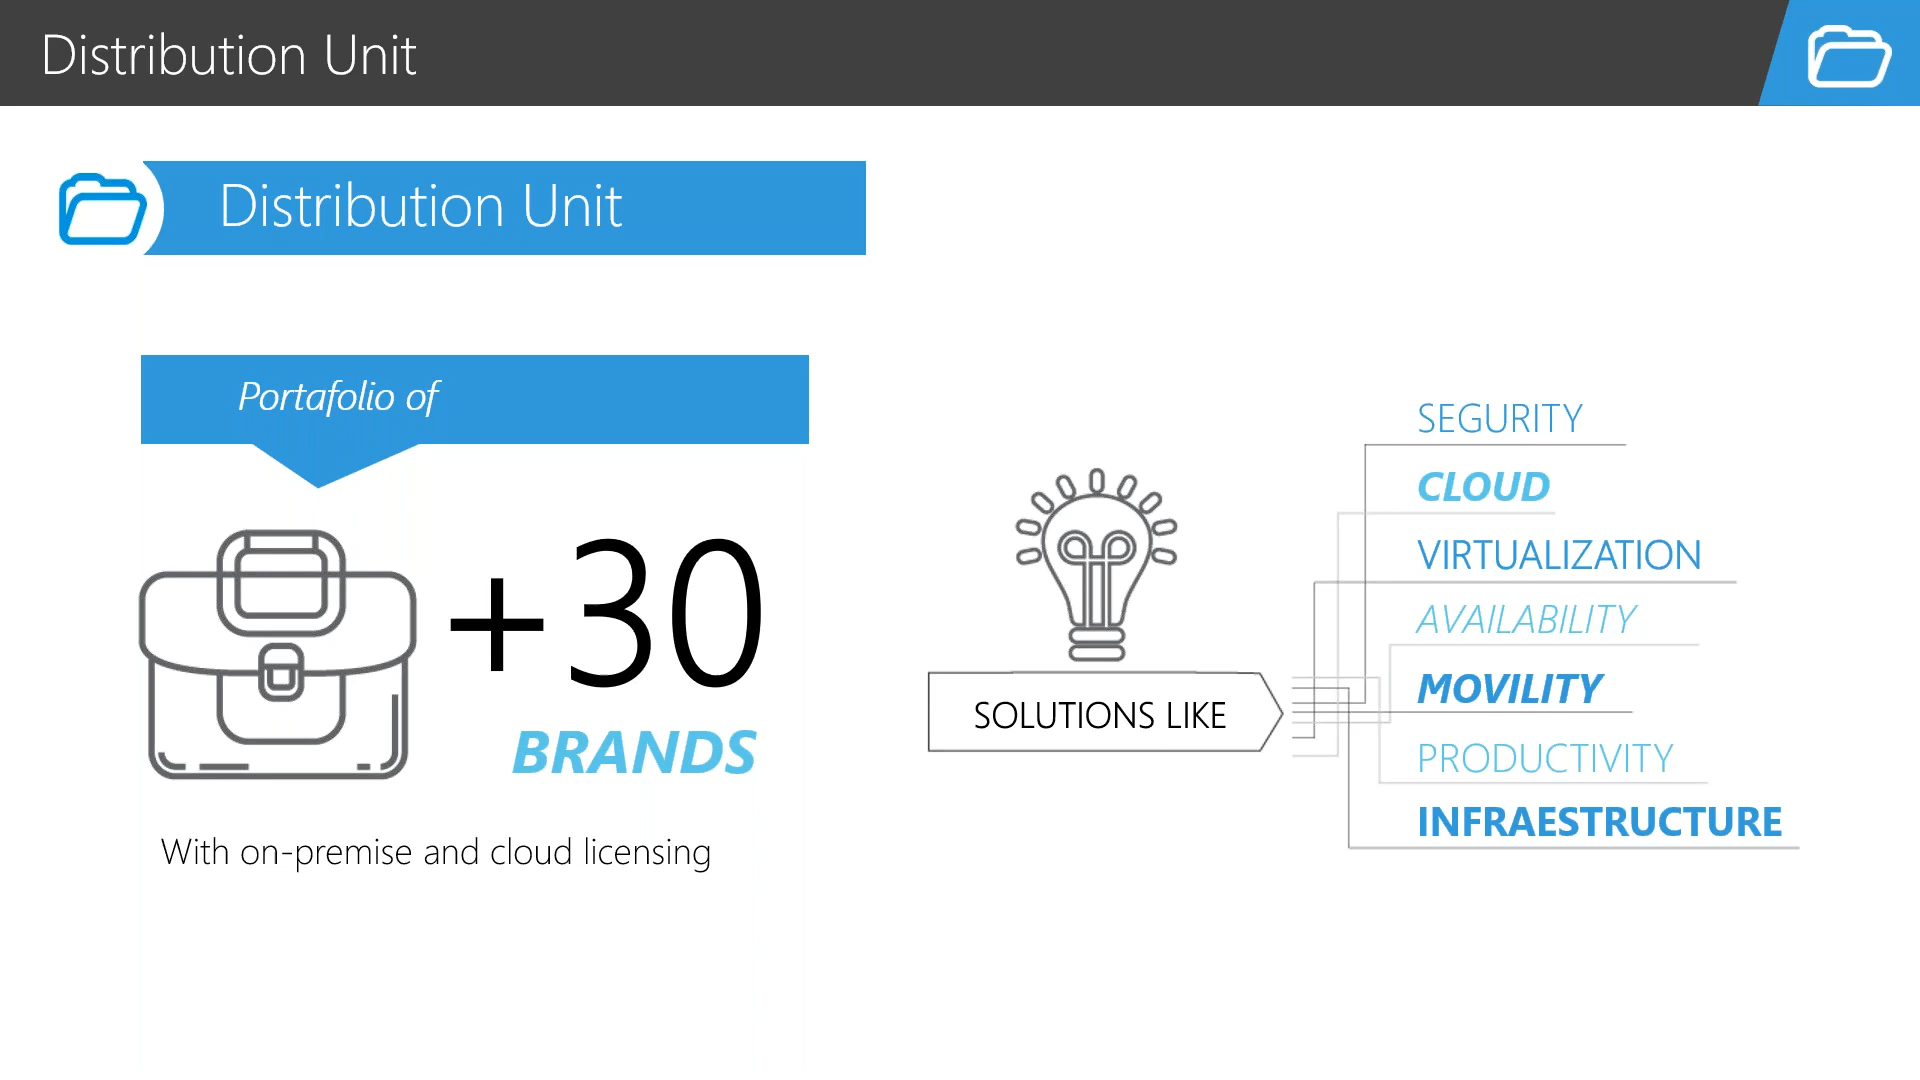 Distribution Unit
Distribution Unit
Portafolio of
+30
BRANDS
With on-premise and cloud licensing
SOLUTIONS LIKE
SEGURITY
CLOUD
VIRTUALIZATION
AVAILABILITY
MOVILITY
PRODUCTIVITY
INFRAESTRUCTURE